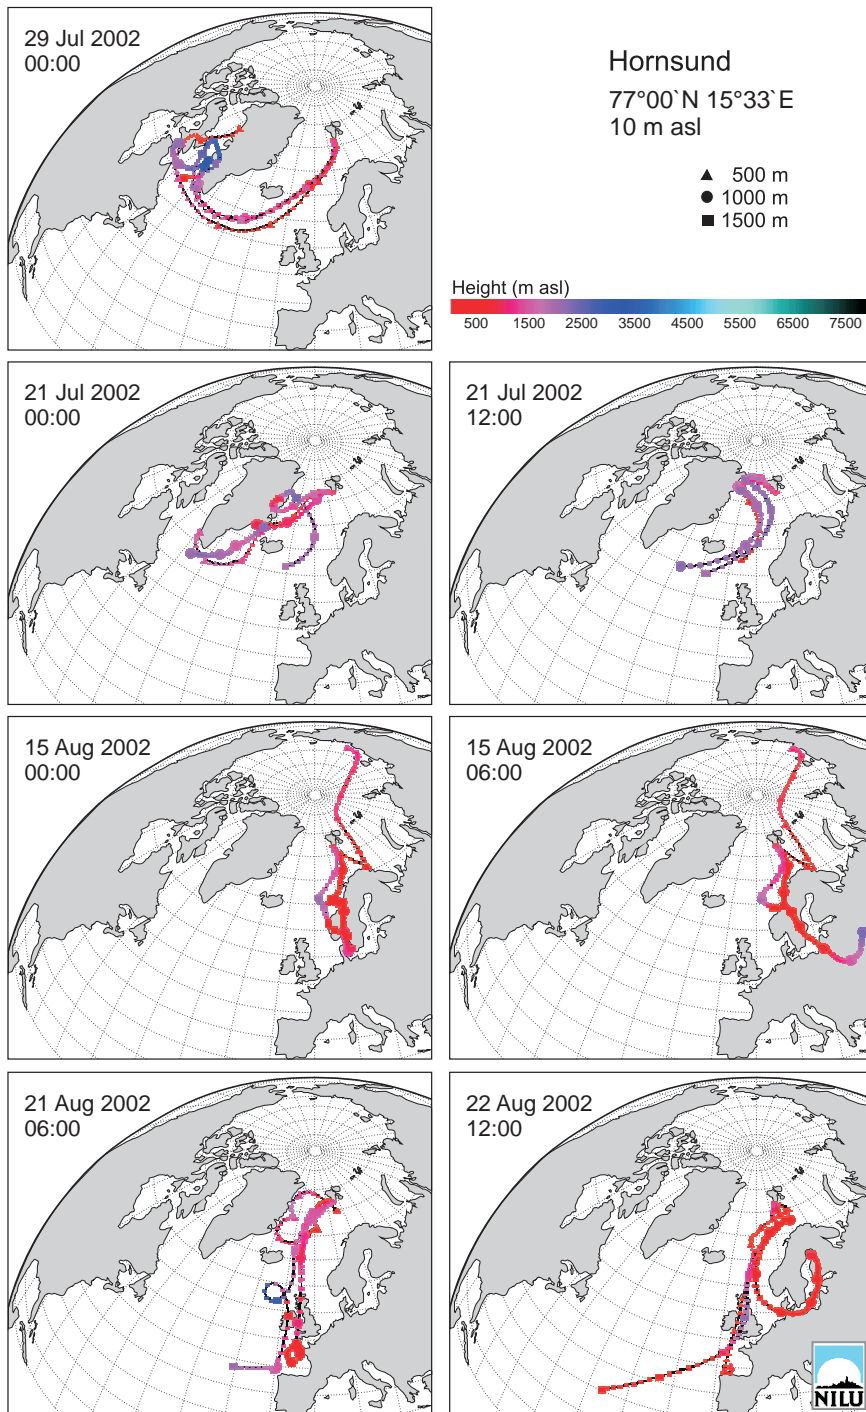 29 Jul 2002
00:00
Hornsund
77°00`N 15°33`E
10 m asl
500 m
1000 m
1500 m
Height (m asl)
500 1500 2500 3500 4500 5500 6500 7500
21 Jul 2002
00:00
21 Jul 2002
12:00
15 Aug 2002
00:00
15 Aug 2002
06:00
21 Aug 2002
06:00
22 Aug 2002
12:00
NILU